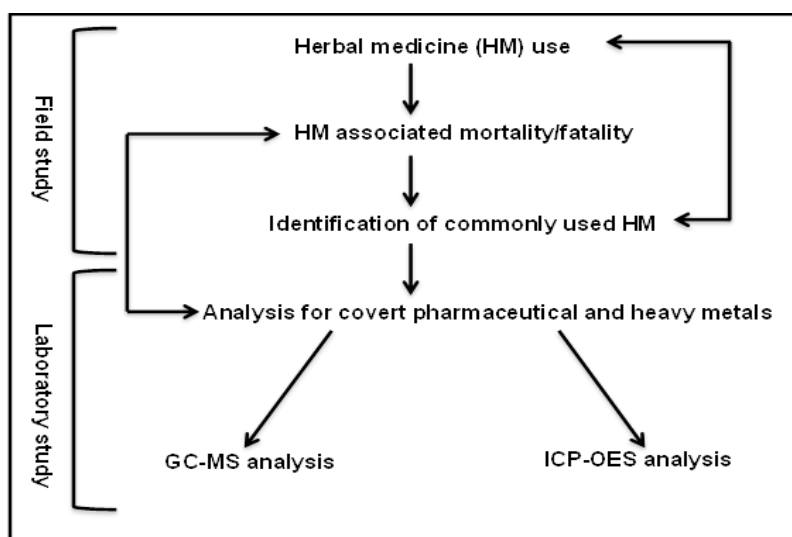 Herbal medicine (HM) use
Field study
HM associated mortality/fatality
Identification of commonly used HM
Laboratory study
Analysis for covert pharmaceutical and heavy metals
GC-MS analysis
ICP-OES analysis